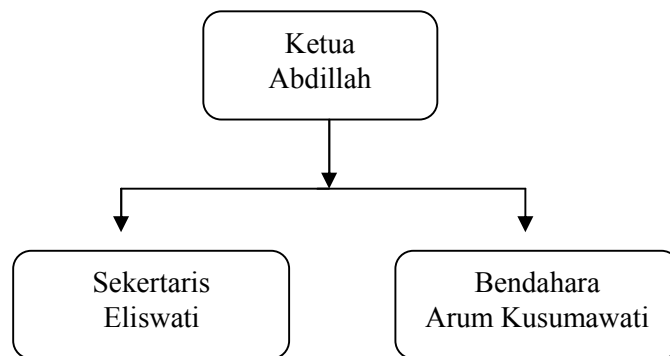 Ketua
Abdillah
Sekertaris
Eliswati
Bendahara
Arum Kusumawati